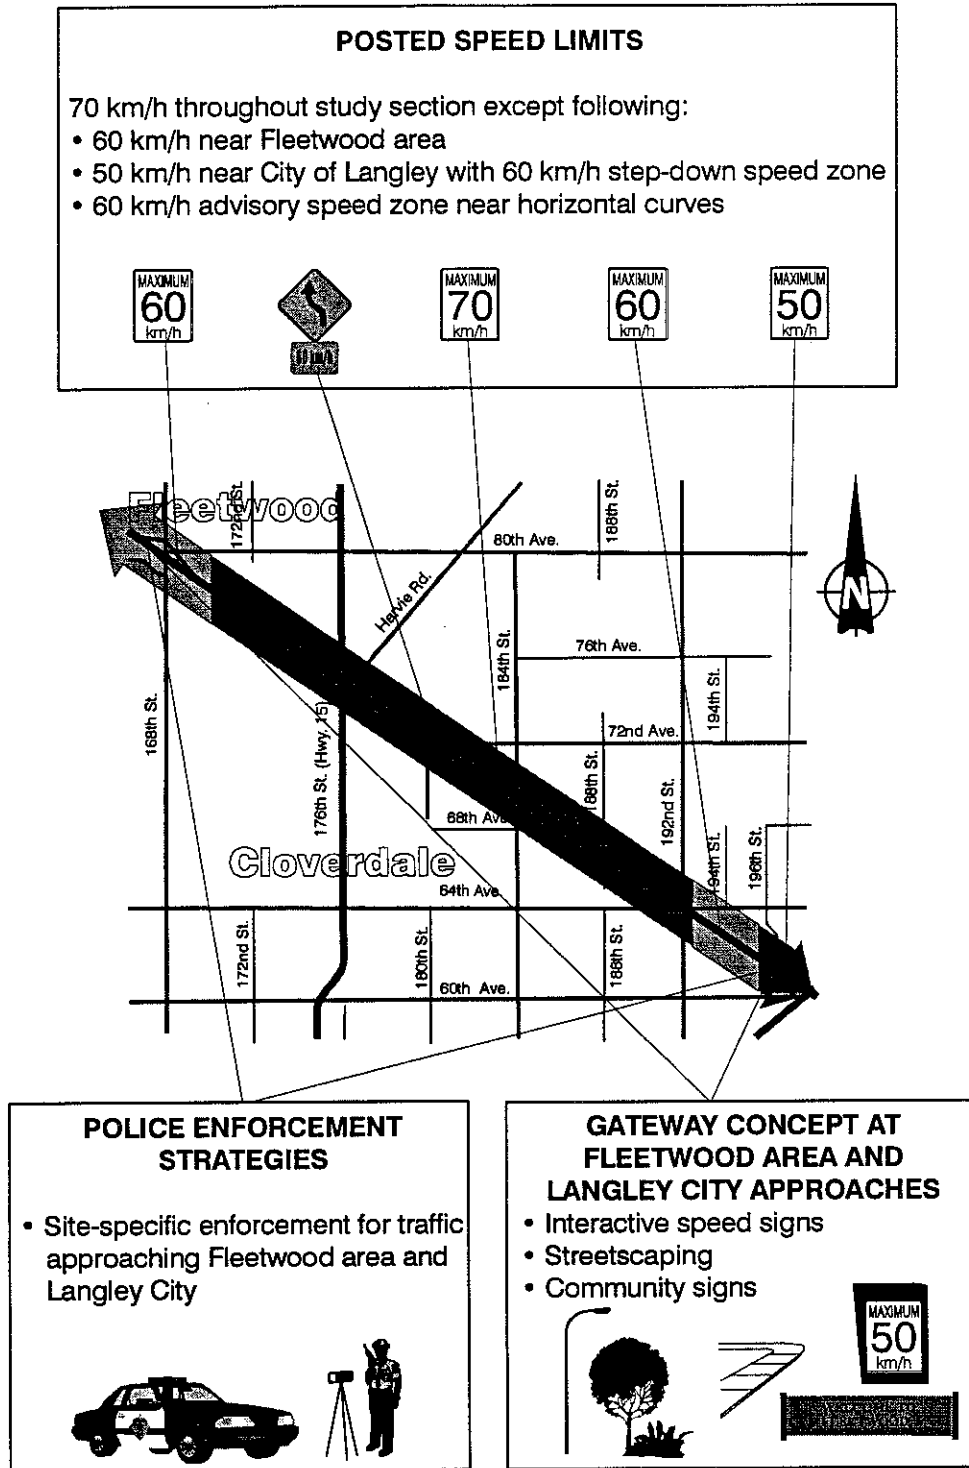 POSTED SPEED LIMITS
70 km/h throughout study section except following:
• 60 km/h near Fleetwood area
• 50 km/h near City of Langley with 60 km/h step-down speed zone
• 60 km/h advisory speed zone near horizontal curves
MAXIMUM
60
km/h
MAXIMUM
70
km/h
MAXIMUM
60
km/h
MAXIMUM
50
km/h
Fleetwood
172nd St.
188th St.
80th Ave.
Harvie Rd.
N
184th St.
76th Ave.
168th St.
176th St. (Hwy. 15)
194th St.
72nd Ave.
188th St.
192nd St.
68th Ave.
Cloverdale
194th St.
196th St.
64th Ave.
172nd St.
180th St.
188th St.
60th Ave.
POLICE ENFORCEMENT
STRATEGIES
• Site-specific enforcement for traffic
approaching Fleetwood area and
Langley City
GATEWAY CONCEPT AT
FLEETWOOD AREA AND
LANGLEY CITY APPROACHES
• Interactive speed signs
• Streetscaping
• Community signs
MAXIMUM
50
km/h